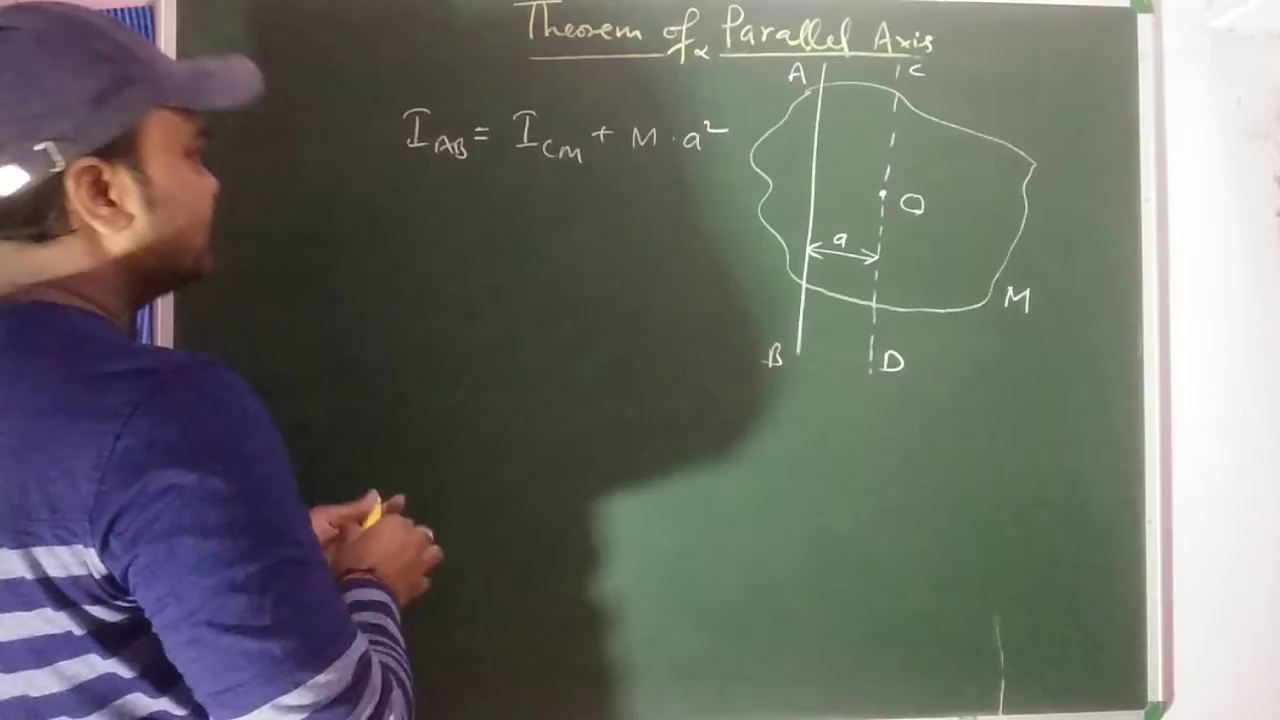 Theorem of Parallel Axis
I_AB = I_CM + M·a²
A C
O
a
M
B D